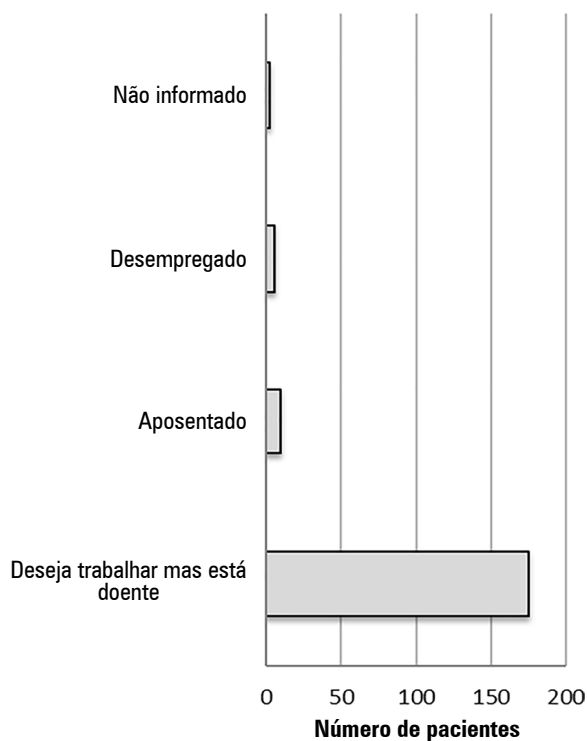 Não informado
Desempregado
Aposentado
Deseja trabalhar mas está
doente
0 50 100 150 200
Número de pacientes